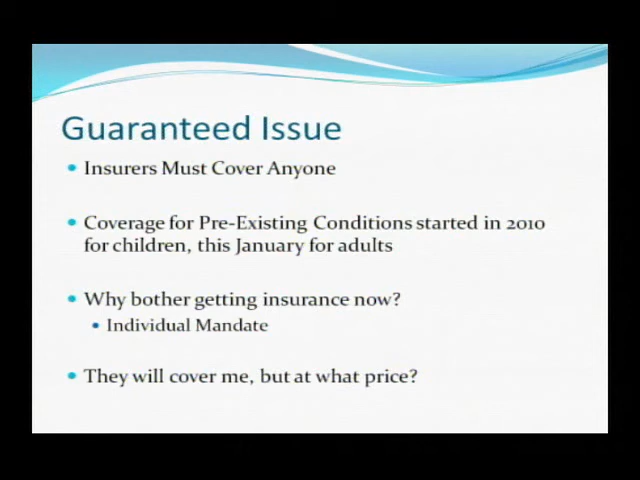 Guaranteed Issue
• Insurers Must Cover Anyone
• Coverage for Pre-Existing Conditions started in 2010
for children, this January for adults
• Why bother getting insurance now?
• Individual Mandate
• They will cover me, but at what price?